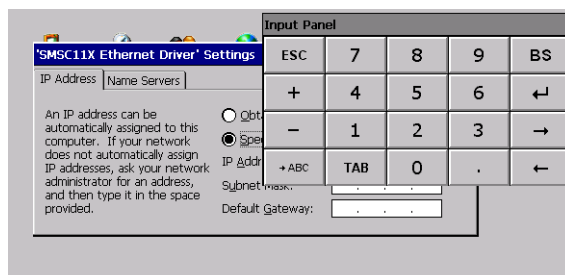 Input Panel
'SMSC11X Ethernet Driver' Settings
ESC 7 8 9 BS
IP Address Name Servers
+ 4 5 6 ↵
An IP address can be
automatically assigned to this
computer. If your network
does not automatically assign
IP addresses, ask your network
administrator for an address,
and then type it in the space
provided.
− 1 2 3 →
→ABC TAB 0 . ←
Subnet Mask:
Default Gateway: